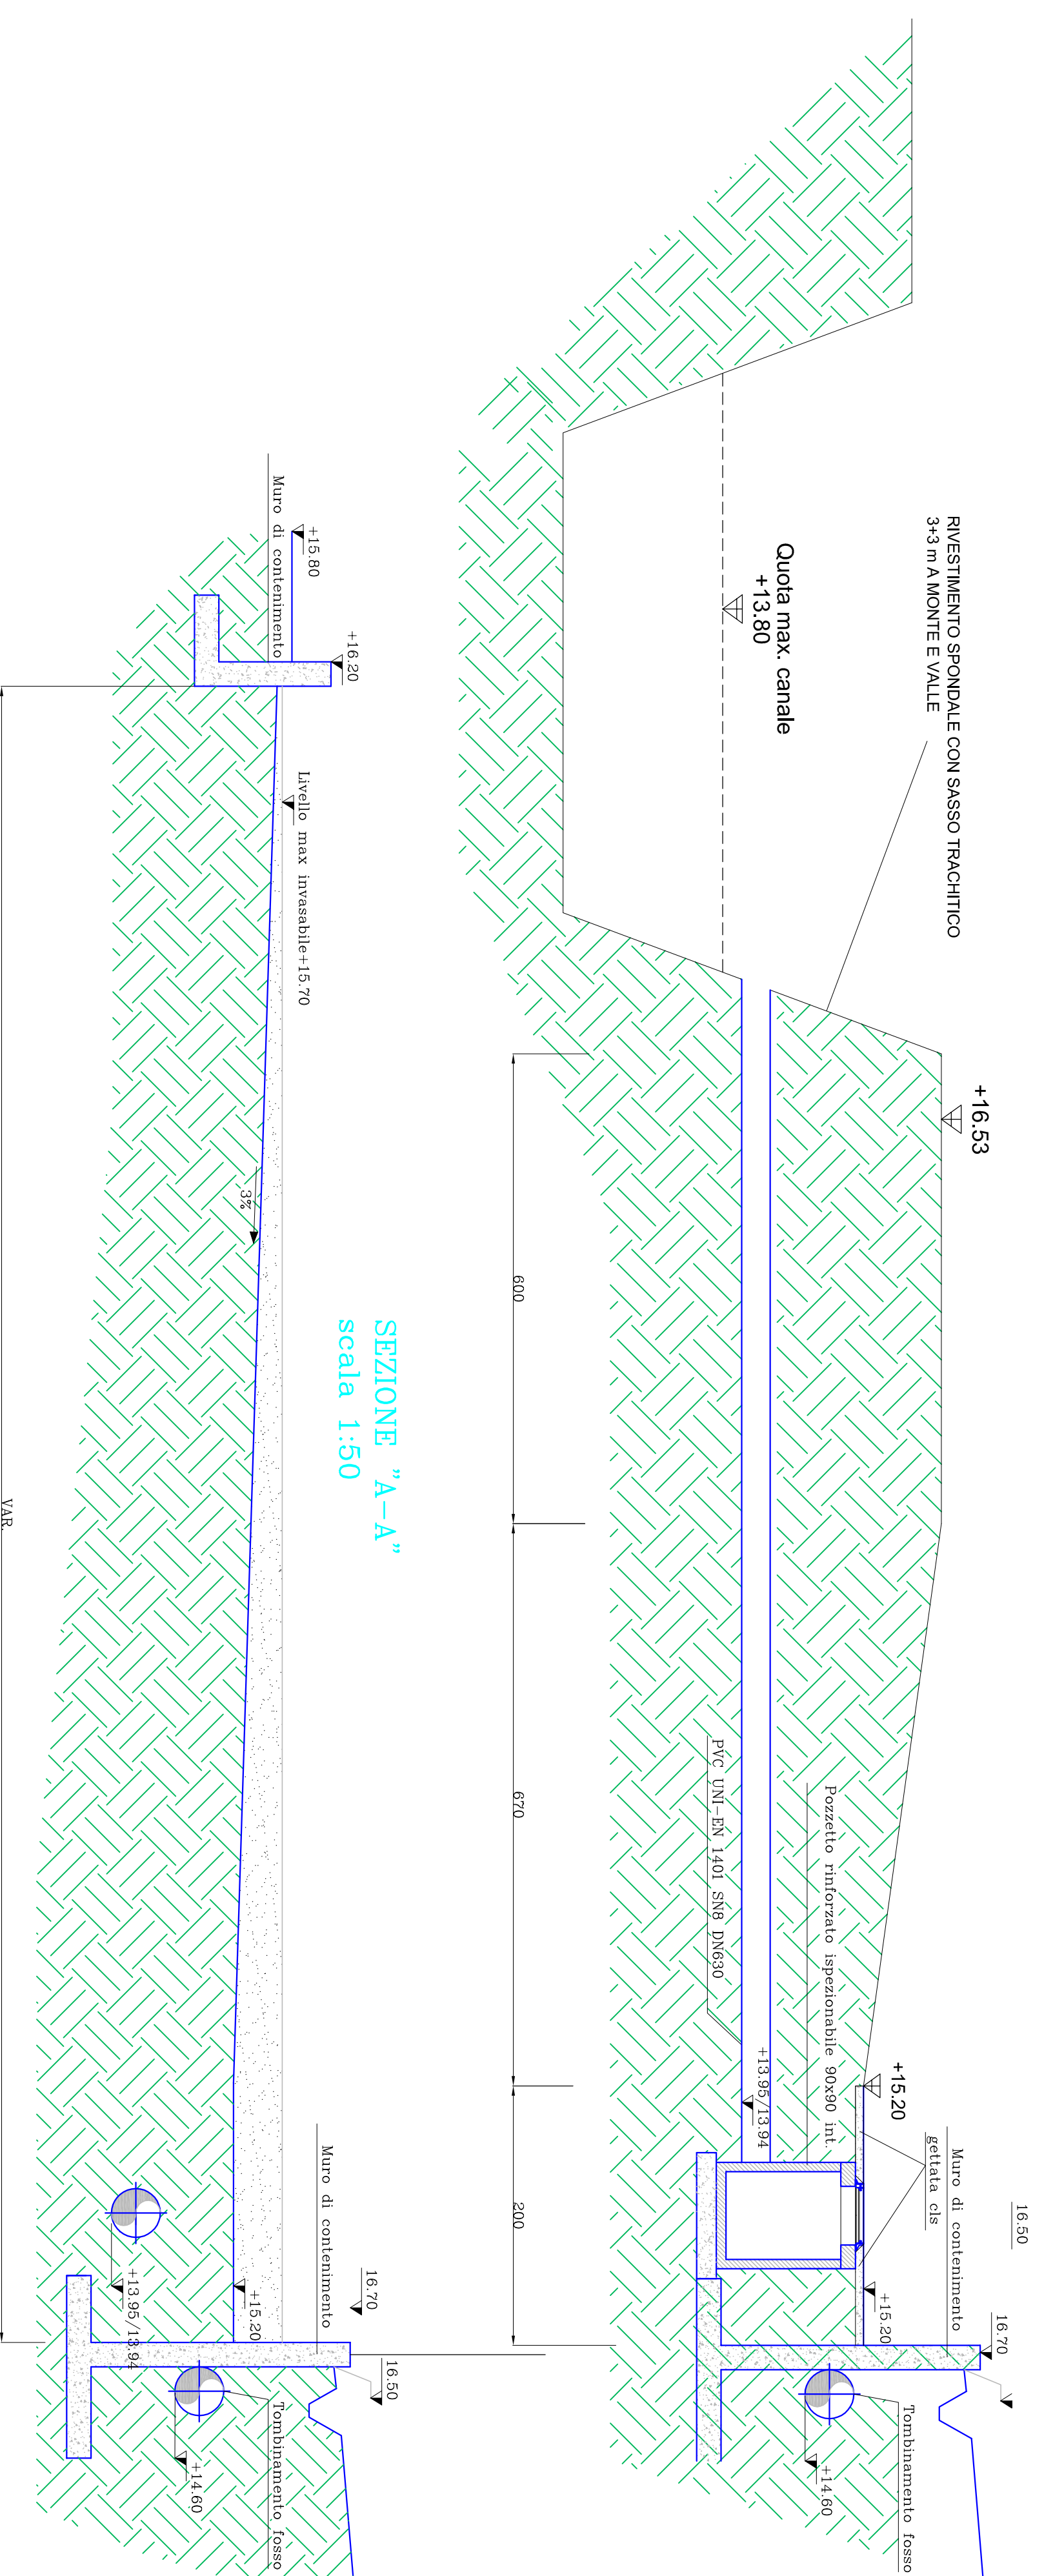 RIVESTIMENTO SPONDALE CON SASSO TRACHITICO
3+3 m A MONTE E VALLE
+16.53
Quota max. canale
+13.80
16.50
16.70
Muro di contenimento
gettata cls
+15.20
+15.20
Tombinamento fosso
+14.60
Pozzetto rinforzato ispezionabile 90x90 int.
+13.95/13.94
PVC UNI-EN 1401 SN8 DN630
600
670
200
SEZIONE "A-A"
scala 1:50
+16.20
+15.80
Muro di contenimento
Livello max invasabile+15.70
3%
16.50
16.70
Muro di contenimento
+15.20
Tombinamento fosso
+14.60
+13.95/13.94
VAR.